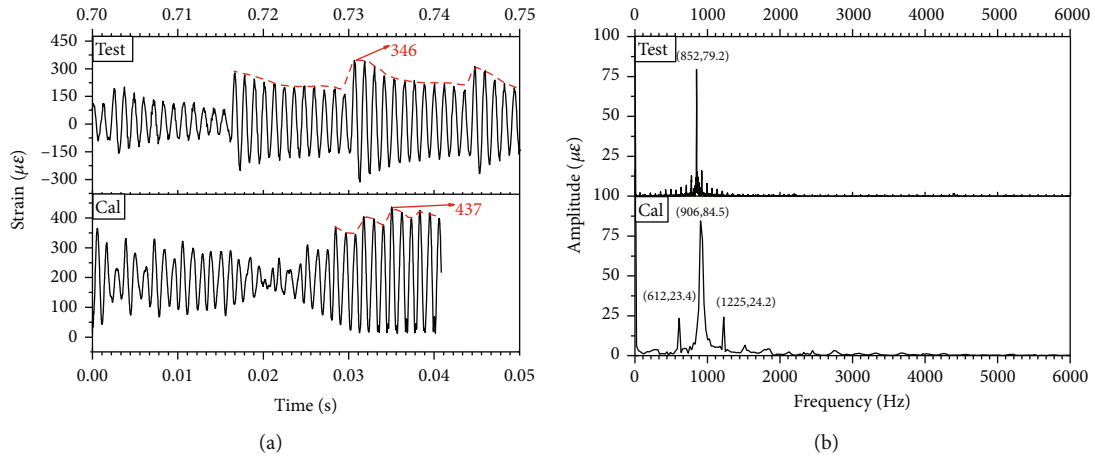 0.70 0.71 0.72 0.73 0.74 0.75
450
300
150
0
−150
−300
Test
346
Strain (με)
400
300
200
100
0
Cal
437
0.00 0.01 0.02 0.03 0.04 0.05
Time (s)
(a)
0 1000 2000 3000 4000 5000 6000
100
75
50
25
100
Test
(852,79.2)
Amplitude (με)
75
50
25
0
Cal
(906,84.5)
(612,23.4)
(1225,24.2)
0 1000 2000 3000 4000 5000 6000
Frequency (Hz)
(b)